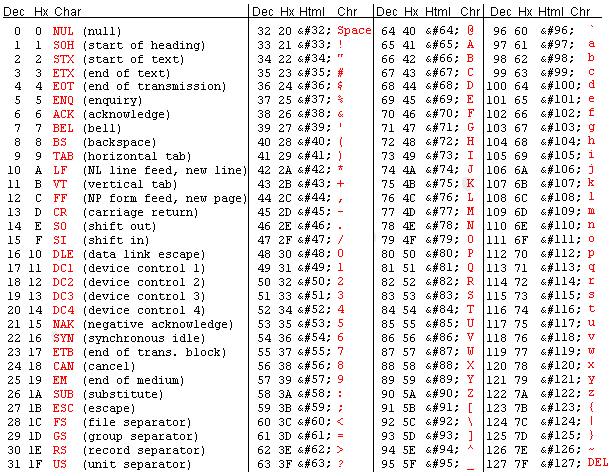 Dec Hx Char Dec Hx Html Chr Dec Hx Html Chr Dec Hx Html Chr
0 0 NUL (null) 32 20 &#32; Space 64 40 &#64; @ 96 60 &#96; `
1 1 SOH (start of heading) 33 21 &#33; ! 65 41 &#65; A 97 61 &#97; a
2 2 STX (start of text) 34 22 &#34; " 66 42 &#66; B 98 62 &#98; b
3 3 ETX (end of text) 35 23 &#35; # 67 43 &#67; C 99 63 &#99; c
4 4 EOT (end of transmission) 36 24 &#36; $ 68 44 &#68; D 100 64 &#100; d
5 5 ENQ (enquiry) 37 25 &#37; % 69 45 &#69; E 101 65 &#101; e
6 6 ACK (acknowledge) 38 26 &#38; & 70 46 &#70; F 102 66 &#102; f
7 7 BEL (bell) 39 27 &#39; ' 71 47 &#71; G 103 67 &#103; g
8 8 BS (backspace) 40 28 &#40; ( 72 48 &#72; H 104 68 &#104; h
9 9 TAB (horizontal tab) 41 29 &#41; ) 73 49 &#73; I 105 69 &#105; i
10 A LF (NL line feed, new line) 42 2A &#42; * 74 4A &#74; J 106 6A &#106; j
11 B VT (vertical tab) 43 2B &#43; + 75 4B &#75; K 107 6B &#107; k
12 C FF (NP form feed, new page) 44 2C &#44; , 76 4C &#76; L 108 6C &#108; l
13 D CR (carriage return) 45 2D &#45; - 77 4D &#77; M 109 6D &#109; m
14 E SO (shift out) 46 2E &#46; . 78 4E &#78; N 110 6E &#110; n
15 F SI (shift in) 47 2F &#47; / 79 4F &#79; O 111 6F &#111; o
16 10 DLE (data link escape) 48 30 &#48; 0 80 50 &#80; P 112 70 &#112; p
17 11 DC1 (device control 1) 49 31 &#49; 1 81 51 &#81; Q 113 71 &#113; q
18 12 DC2 (device control 2) 50 32 &#50; 2 82 52 &#82; R 114 72 &#114; r
19 13 DC3 (device control 3) 51 33 &#51; 3 83 53 &#83; S 115 73 &#115; s
20 14 DC4 (device control 4) 52 34 &#52; 4 84 54 &#84; T 116 74 &#116; t
21 15 NAK (negative acknowledge) 53 35 &#53; 5 85 55 &#85; U 117 75 &#117; u
22 16 SYN (synchronous idle) 54 36 &#54; 6 86 56 &#86; V 118 76 &#118; v
23 17 ETB (end of trans. block) 55 37 &#55; 7 87 57 &#87; W 119 77 &#119; w
24 18 CAN (cancel) 56 38 &#56; 8 88 58 &#88; X 120 78 &#120; x
25 19 EM (end of medium) 57 39 &#57; 9 89 59 &#89; Y 121 79 &#121; y
26 1A SUB (substitute) 58 3A &#58; : 90 5A &#90; Z 122 7A &#122; z
27 1B ESC (escape) 59 3B &#59; ; 91 5B &#91; [ 123 7B &#123; {
28 1C FS (file separator) 60 3C &#60; < 92 5C &#92; \ 124 7C &#124; |
29 1D GS (group separator) 61 3D &#61; = 93 5D &#93; ] 125 7D &#125; }
30 1E RS (record separator) 62 3E &#62; > 94 5E &#94; ^ 126 7E &#126; ~
31 1F US (unit separator) 63 3F &#63; ? 95 5F &#95; _ 127 7F &#127; DEL